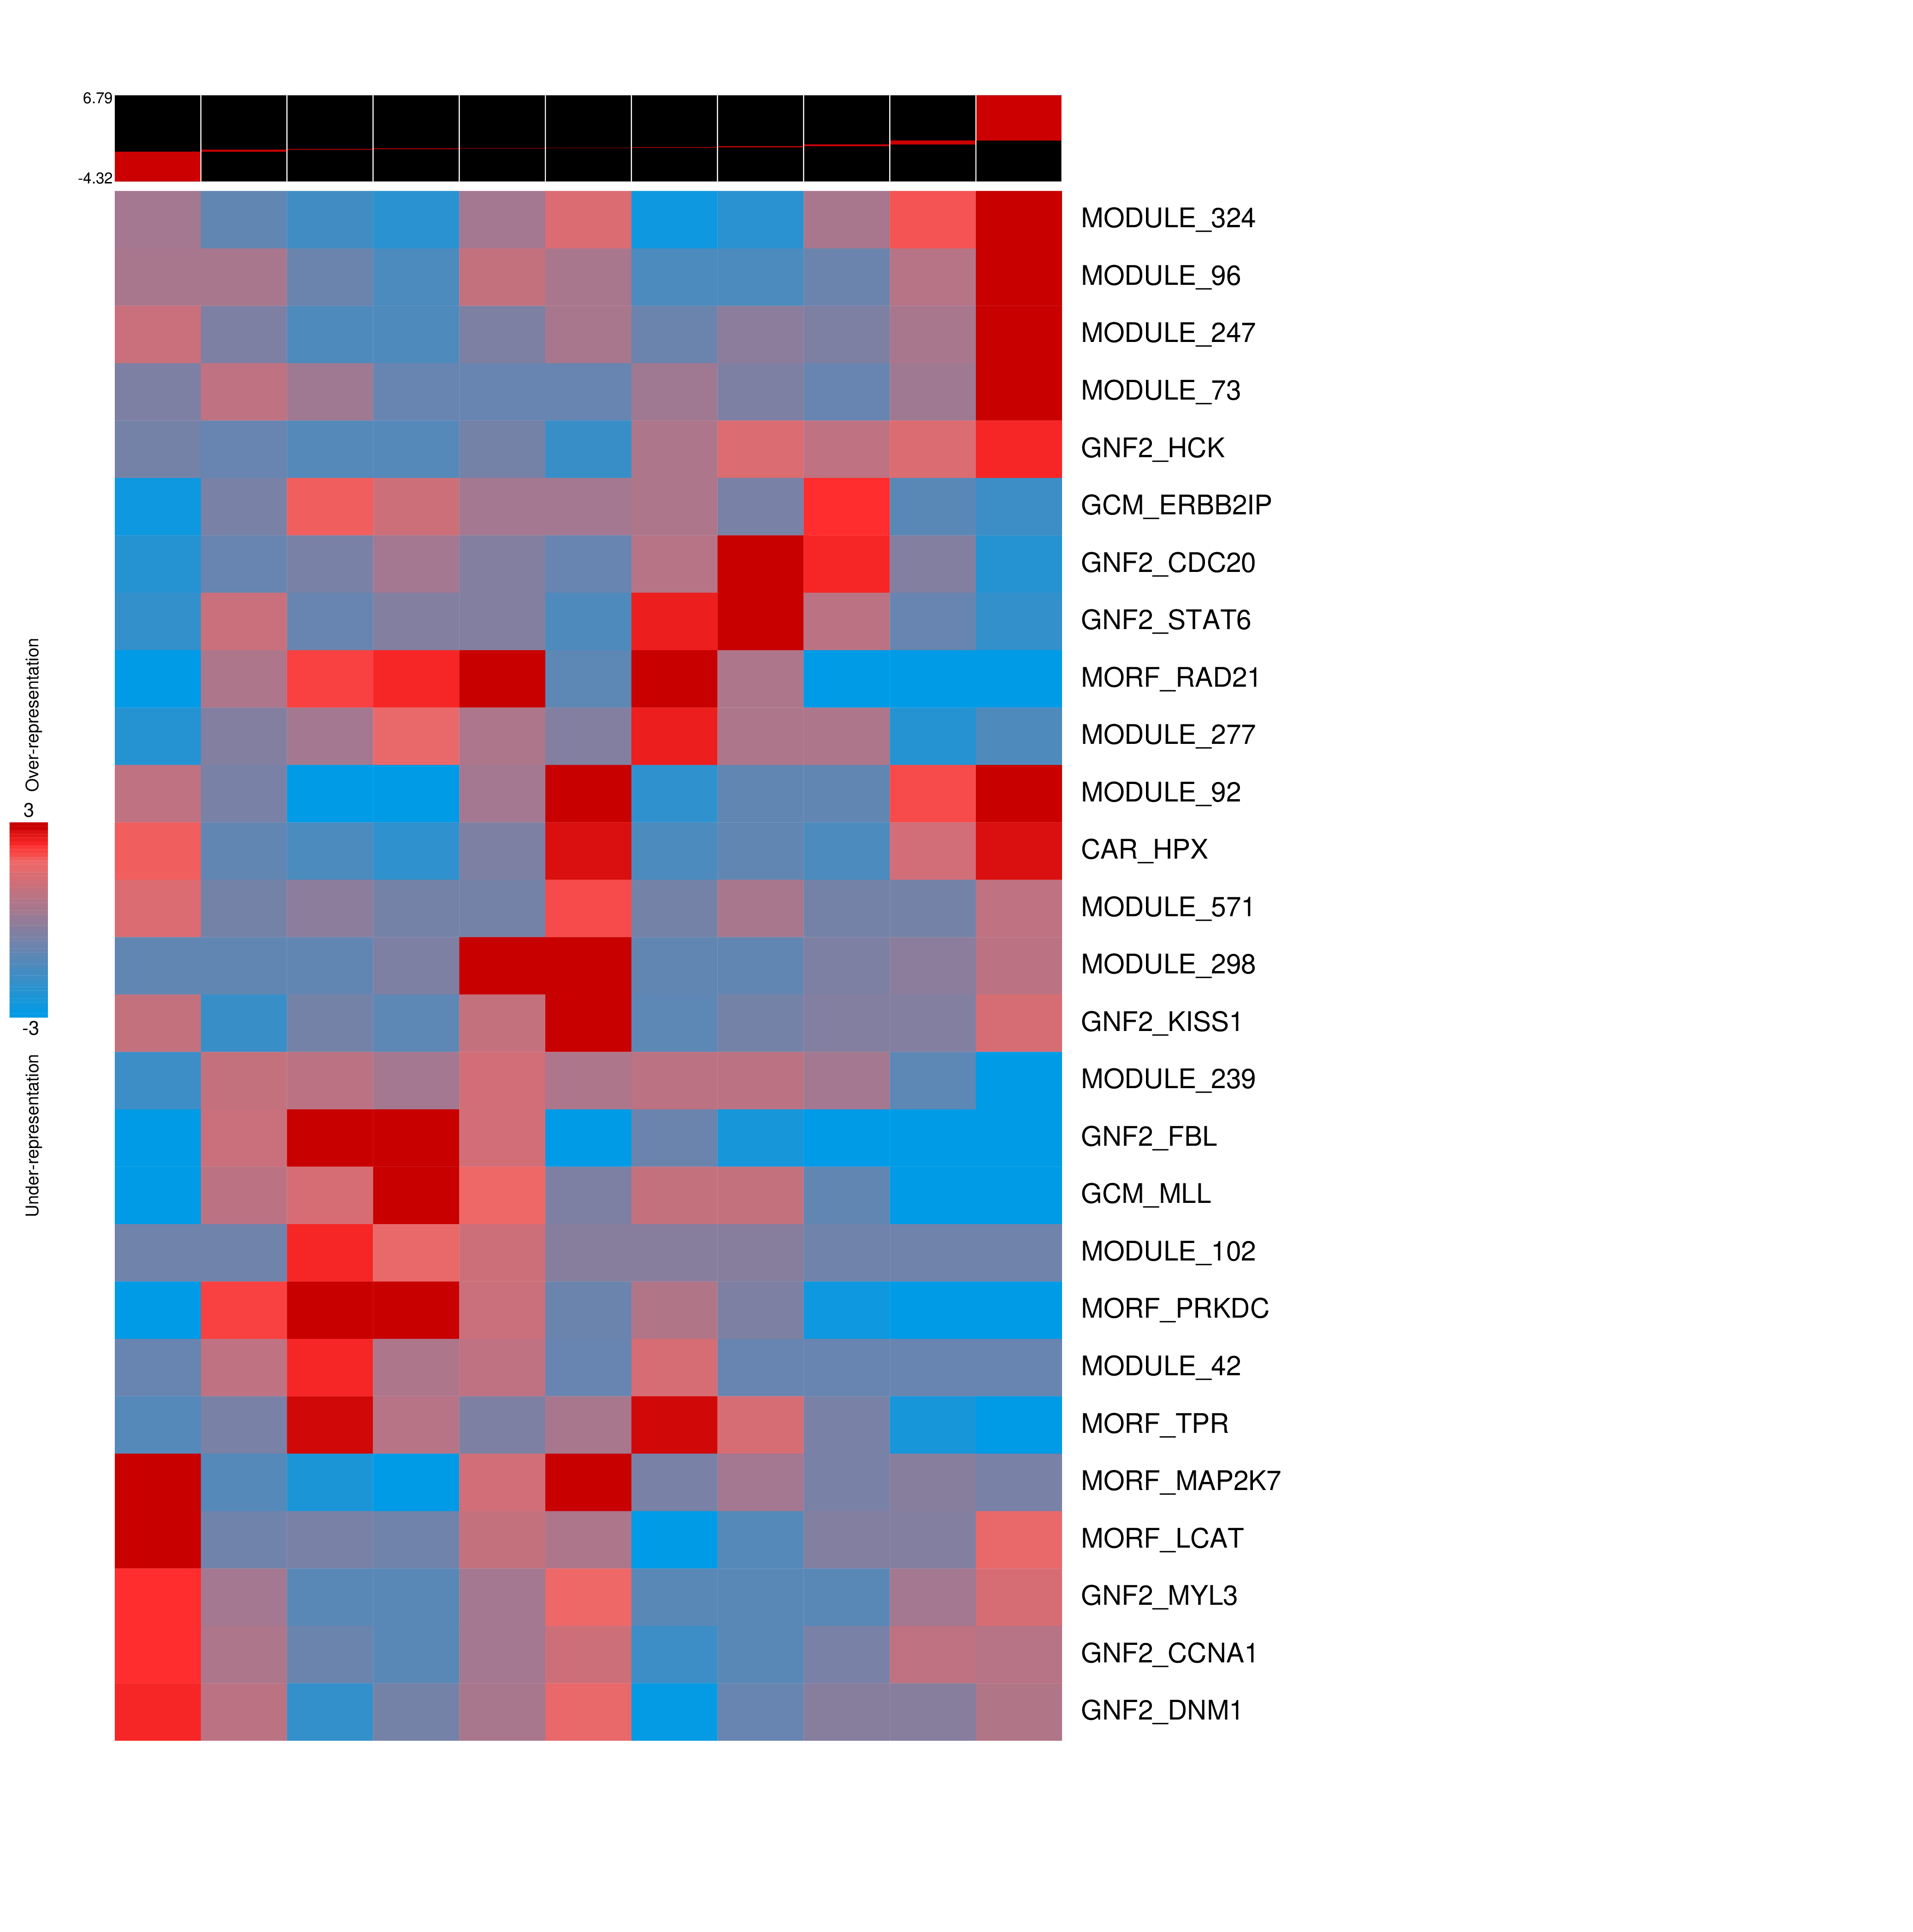 6.79
-4.32
MODULE_324
MODULE_96
MODULE_247
MODULE_73
GNF2_HCK
GCM_ERBB2IP
GNF2_CDC20
GNF2_STAT6
MORF_RAD21
MODULE_277
MODULE_92
CAR_HPX
MODULE_571
MODULE_298
GNF2_KISS1
MODULE_239
GNF2_FBL
GCM_MLL
MODULE_102
MORF_PRKDC
MODULE_42
MORF_TPR
MORF_MAP2K7
MORF_LCAT
GNF2_MYL3
GNF2_CCNA1
GNF2_DNM1
Over-representation
3
-3
Under-representation